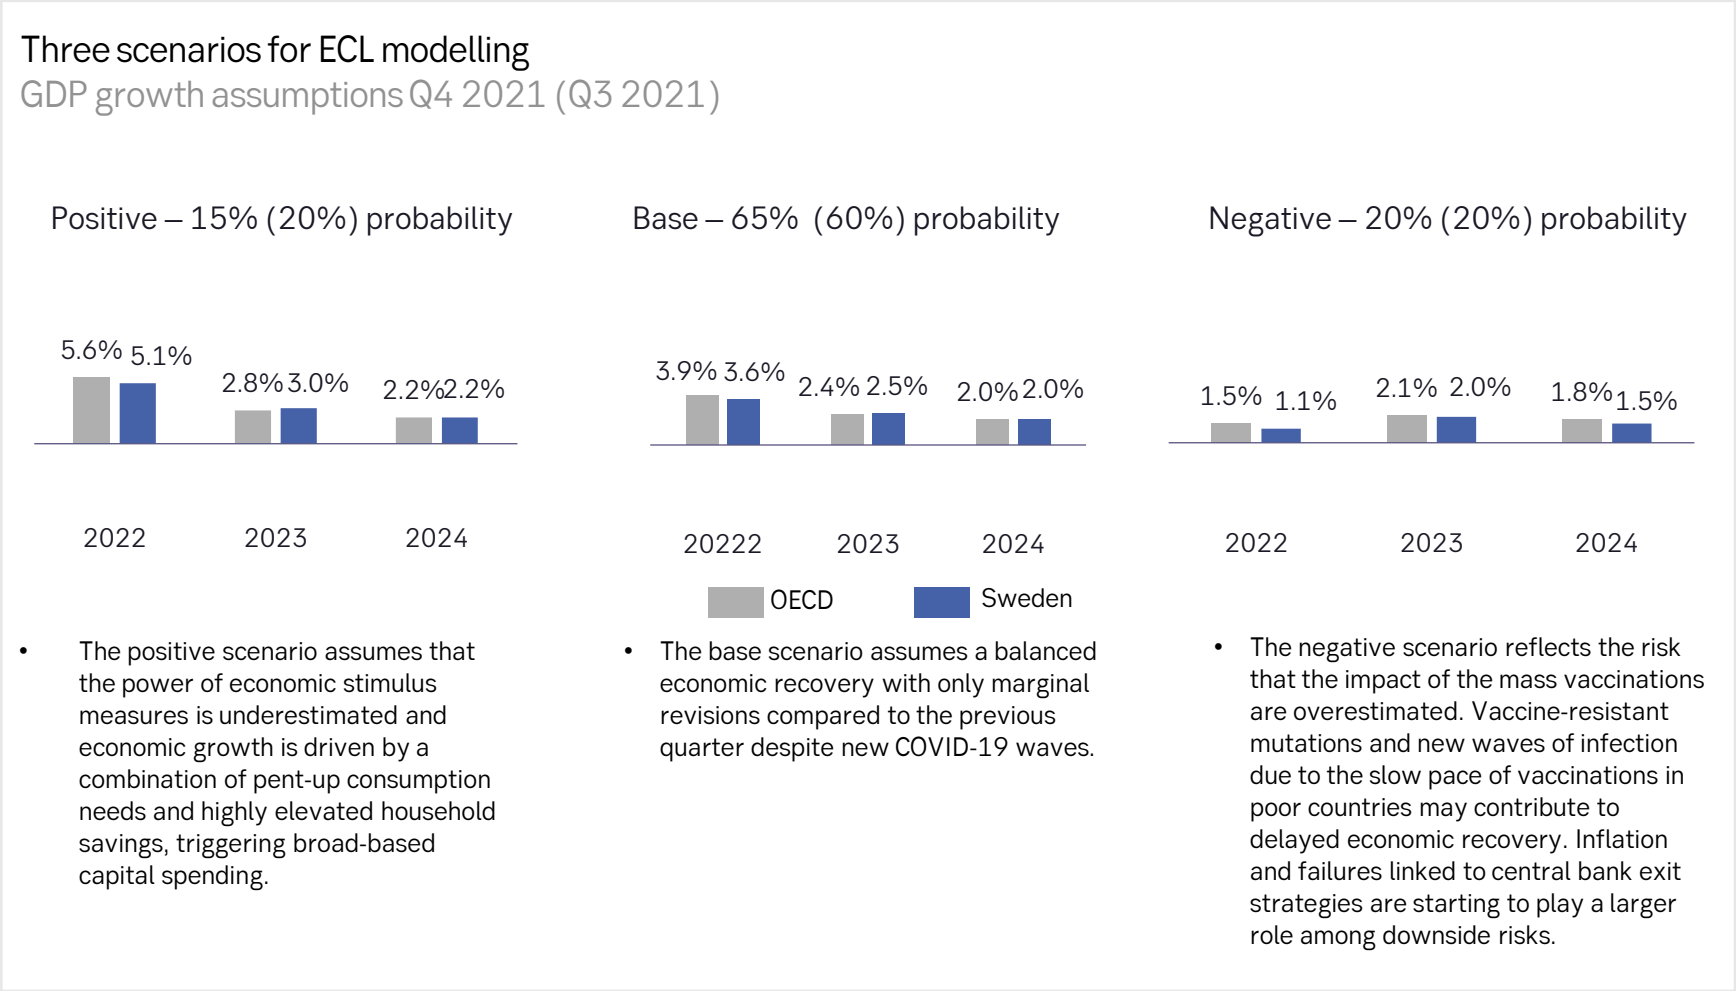 Three scenarios for ECL modelling
GDP growth assumptions Q4 2021 (Q3 2021)
Positive – 15% (20%) probability
5.6% 5.1% 2.8% 3.0% 2.2% 2.2%
2022 2023 2024
Base – 65% (60%) probability
3.9% 3.6% 2.4% 2.5% 2.0% 2.0%
20222 2023 2024
Negative – 20% (20%) probability
1.5% 1.1% 2.1% 2.0% 1.8% 1.5%
2022 2023 2024
OECD Sweden
• The positive scenario assumes that
the power of economic stimulus
measures is underestimated and
economic growth is driven by a
combination of pent-up consumption
needs and highly elevated household
savings, triggering broad-based
capital spending.
• The base scenario assumes a balanced
economic recovery with only marginal
revisions compared to the previous
quarter despite new COVID-19 waves.
• The negative scenario reflects the risk
that the impact of the mass vaccinations
are overestimated. Vaccine-resistant
mutations and new waves of infection
due to the slow pace of vaccinations in
poor countries may contribute to
delayed economic recovery. Inflation
and failures linked to central bank exit
strategies are starting to play a larger
role among downside risks.